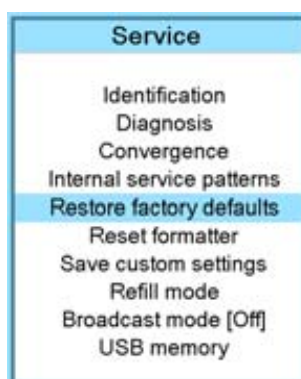 Service
Identification
Diagnosis
Convergence
Internal service patterns
Restore factory defaults
Reset formatter
Save custom settings
Refill mode
Broadcast mode [Off]
USB memory